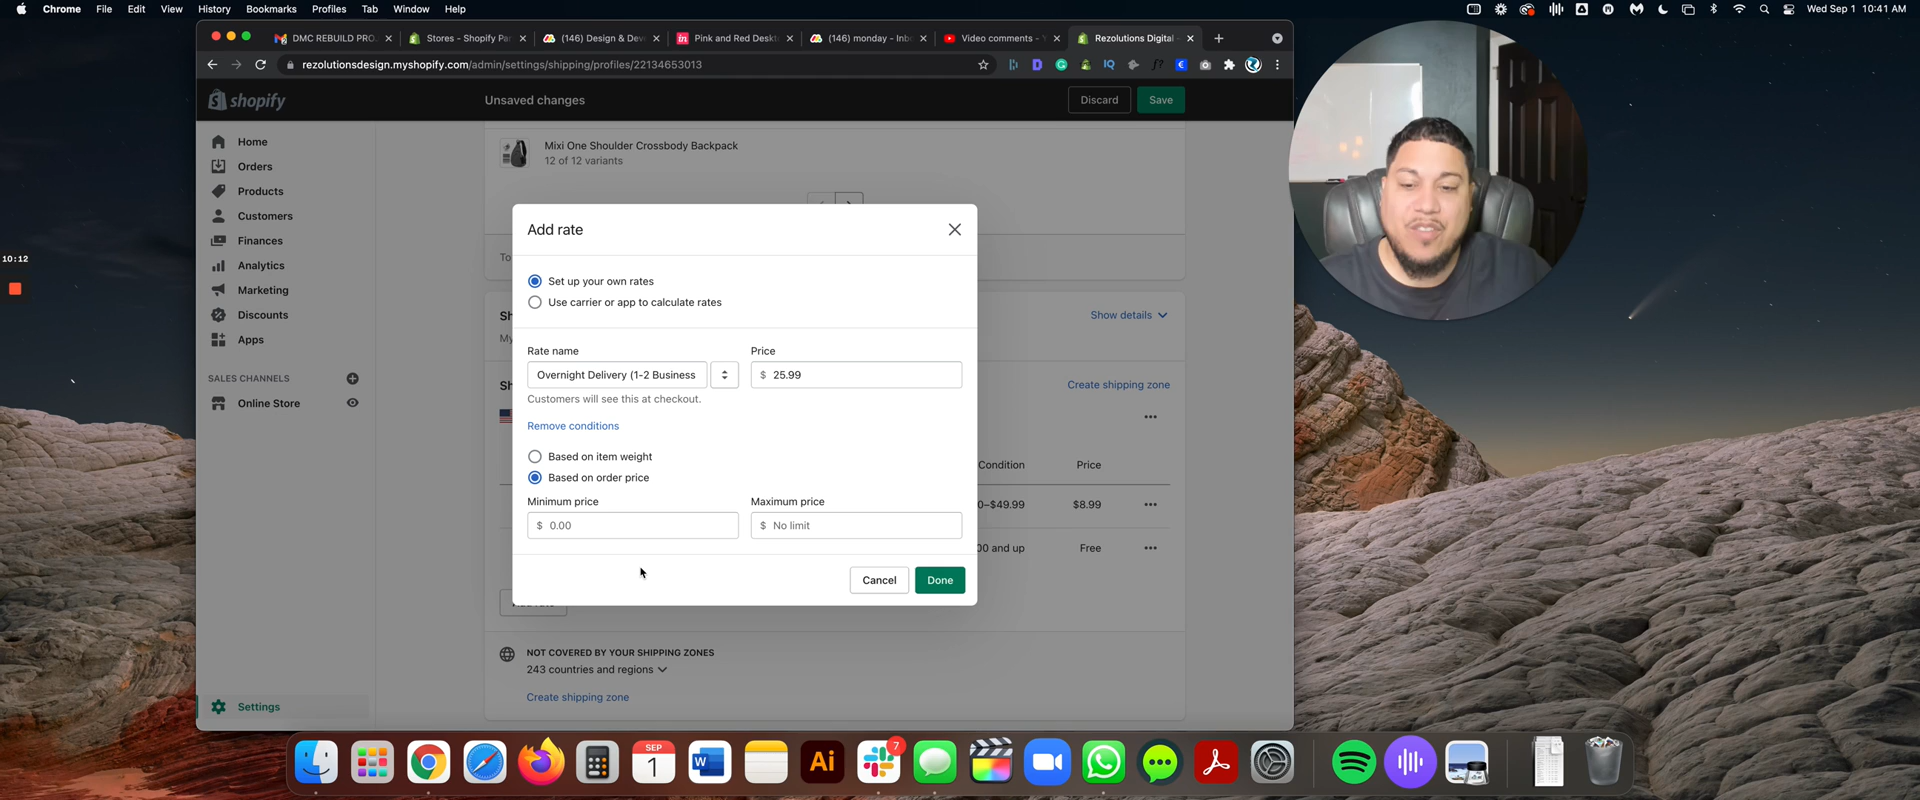 Chrome File Edit View History Bookmarks Profiles Tab Window Help
Wed Sep 1 10:41 AM
DMC REBUILD PRO
Stores - Shopify Pa
(146) Design & Dev
Pink and Red Deskt
(146) monday - Inb
Video comments - Y
Rezolutions Digital
rezolutionsdesign.myshopify.com/admin/settings/shipping/profiles/22134653013
shopify
Unsaved changes
Discard
Save
Home
Orders
Products
Customers
Finances
Analytics
Marketing
Discounts
Apps
SALES CHANNELS
Online Store
Settings
10:12
Mixi One Shoulder Crossbody Backpack
12 of 12 variants
To
Sh
My
Show details
Sh
Create shipping zone
Condition Price
0–$49.99 $8.99
00 and up Free
Add rate
Set up your own rates
Use carrier or app to calculate rates
Rate name
Price
Overnight Delivery (1-2 Business
$ 25.99
Customers will see this at checkout.
Remove conditions
Based on item weight
Based on order price
Minimum price
Maximum price
$ 0.00
$ No limit
Cancel
Done
NOT COVERED BY YOUR SHIPPING ZONES
243 countries and regions
Create shipping zone
SEP
1
W
Ai
7